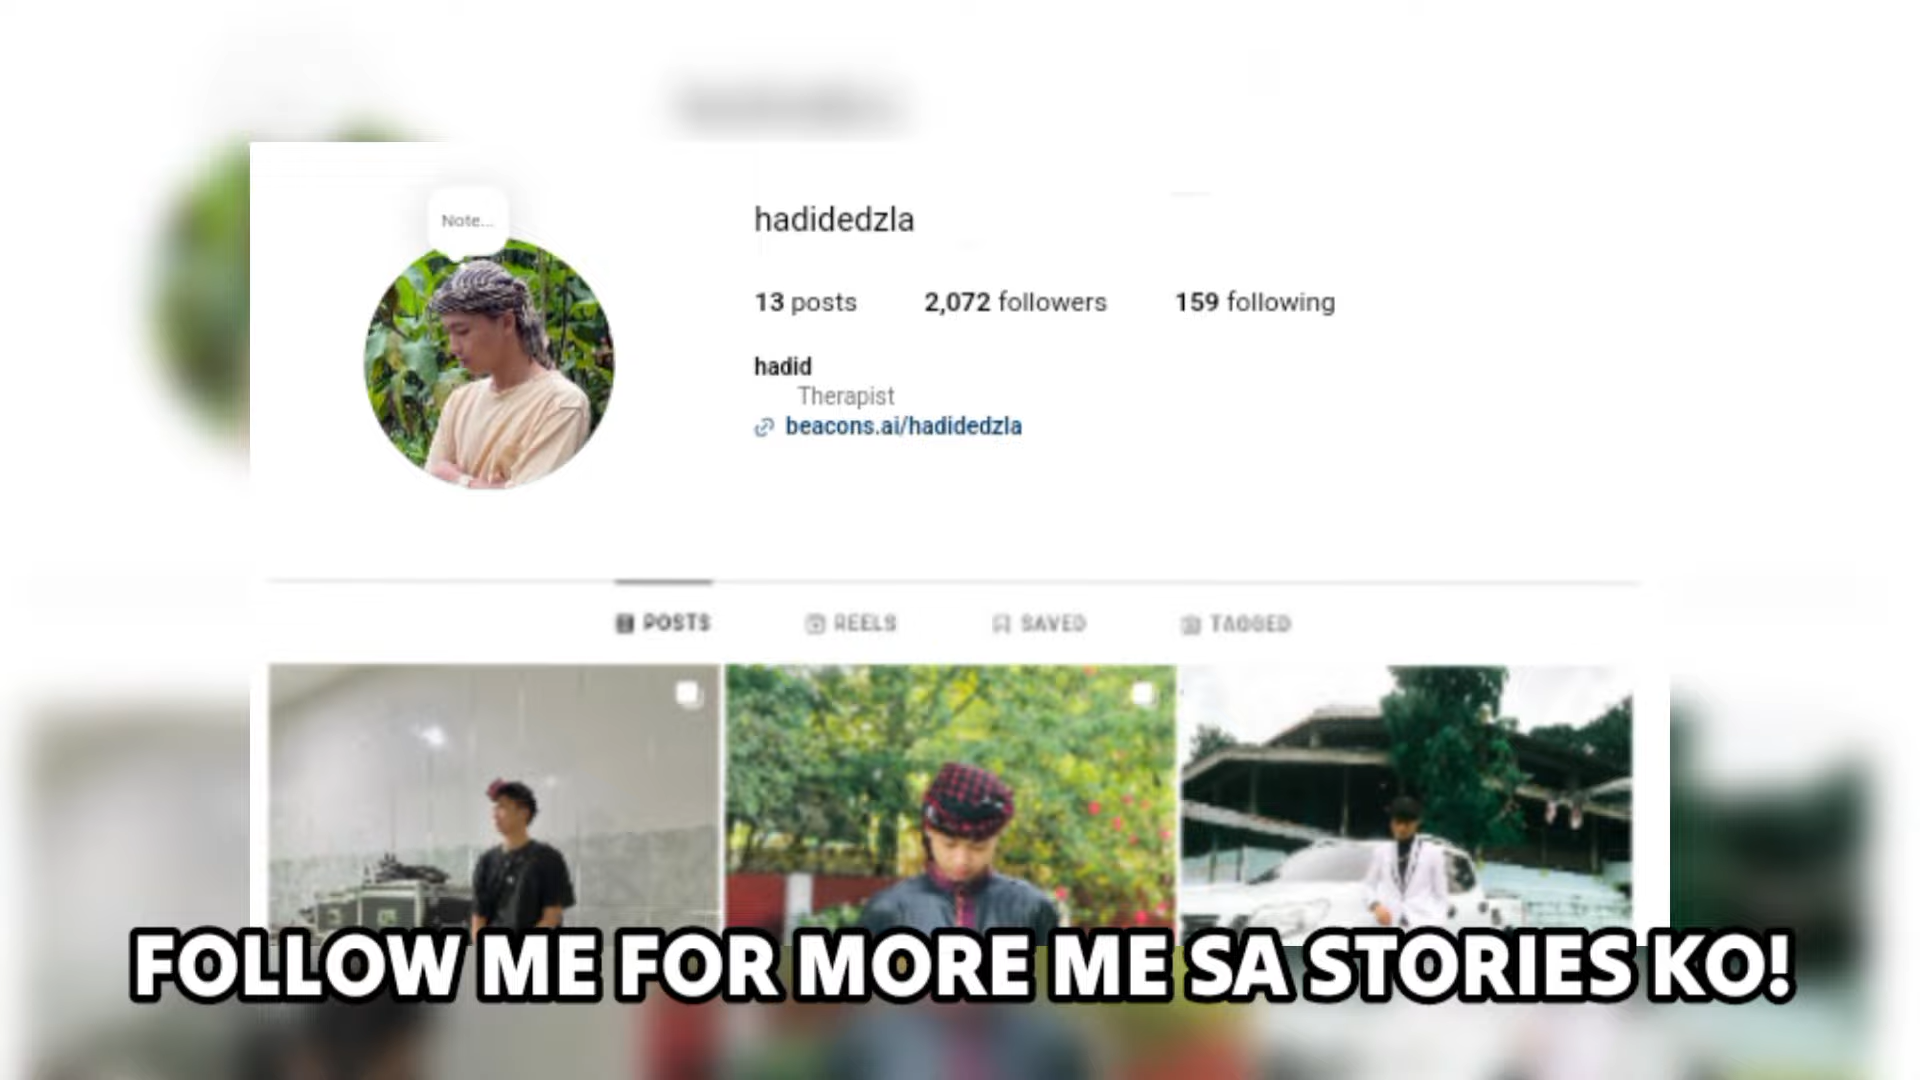 Note...
hadidedzla
13 posts 2,072 followers 159 following
hadid
Therapist
beacons.ai/hadidedzla
POSTS REELS SAVED TAGGED
FOLLOW ME FOR MORE ME SA STORIES KO!